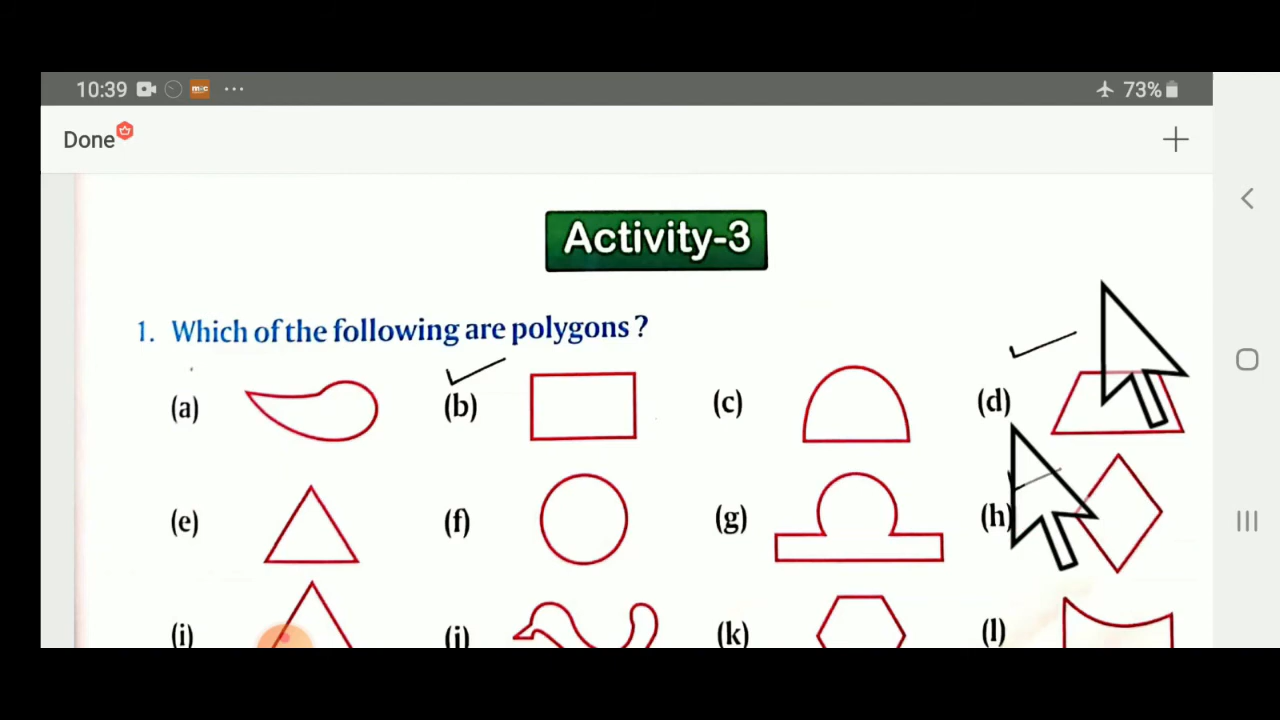 10:39 ... 73%
Done
Activity-3
1. Which of the following are polygons ?
(a) (b) (c) (d)
(e) (f) (g) (h)
(i) (j) (k) (l)